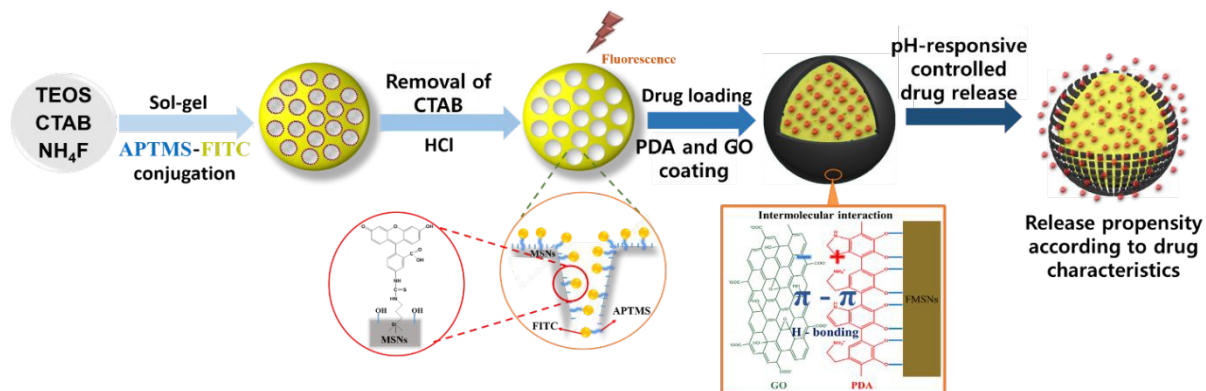 TEOS
CTAB
NH₄F
Sol-gel
APTMS-FITC
conjugation
Removal of
CTAB
HCl
Fluorescence
Drug loading
PDA and GO
coating
pH-responsive
controlled
drug release
Release propensity
according to drug
characteristics
OH
OH
MSNs
MSNs
FITC
APTMS
Intermolecular interaction
− +
π - π
H - bonding
FMSNs
GO
PDA